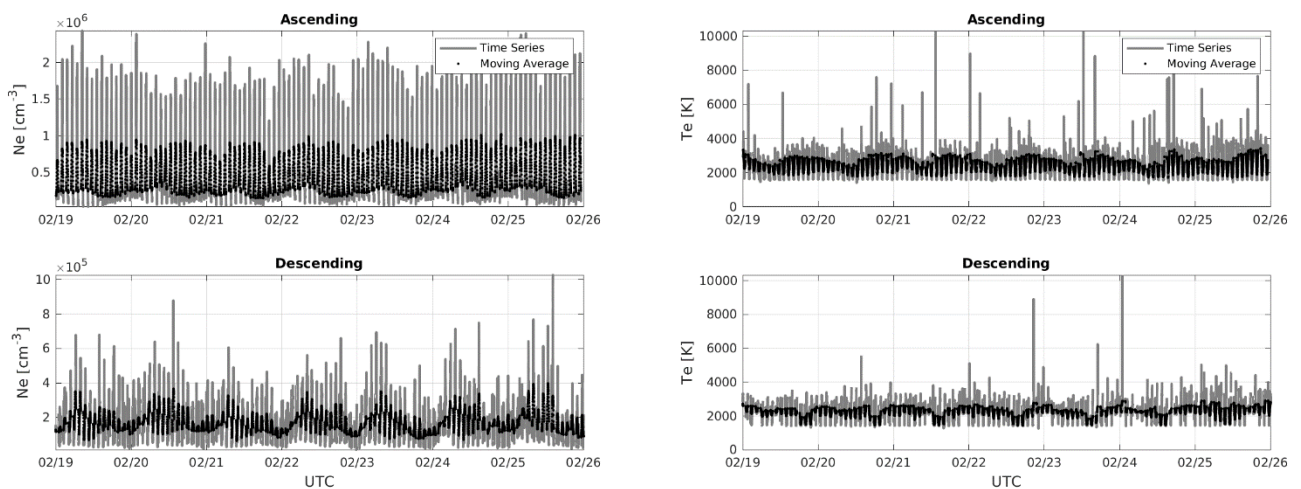 Ascending
×10⁶
Ne [cm⁻³]
2
1.5
1
0.5
Time Series
Moving Average
02/19 02/20 02/21 02/22 02/23 02/24 02/25 02/26
Ascending
Te [K]
10000
8000
6000
4000
2000
0
Time Series
Moving Average
02/19 02/20 02/21 02/22 02/23 02/24 02/25 02/26
Descending
×10⁵
Ne [cm⁻³]
10
8
6
4
2
02/19 02/20 02/21 02/22 02/23 02/24 02/25 02/26
UTC
Descending
Te [K]
10000
8000
6000
4000
2000
0
02/19 02/20 02/21 02/22 02/23 02/24 02/25 02/26
UTC